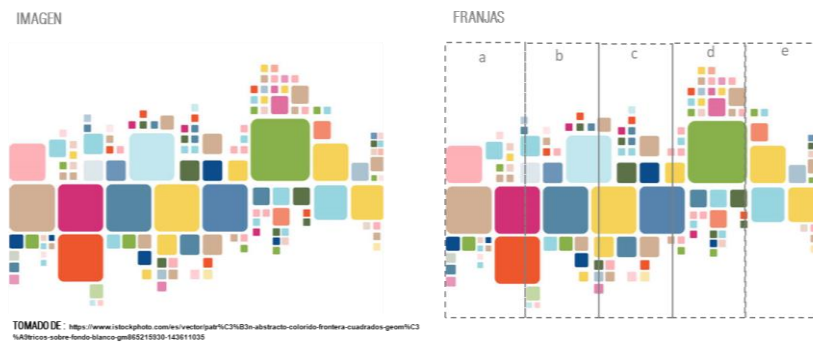 IMAGEN
FRANJAS
a
b
c
d
e
TOMADO DE : https://www.istockphoto.com/es/vector/patr%C3%B3n-abstracto-colorido-frontera-cuadrados-geom%C3
%A9tricos-sobre-fondo-blanco-gm865215930-143611035